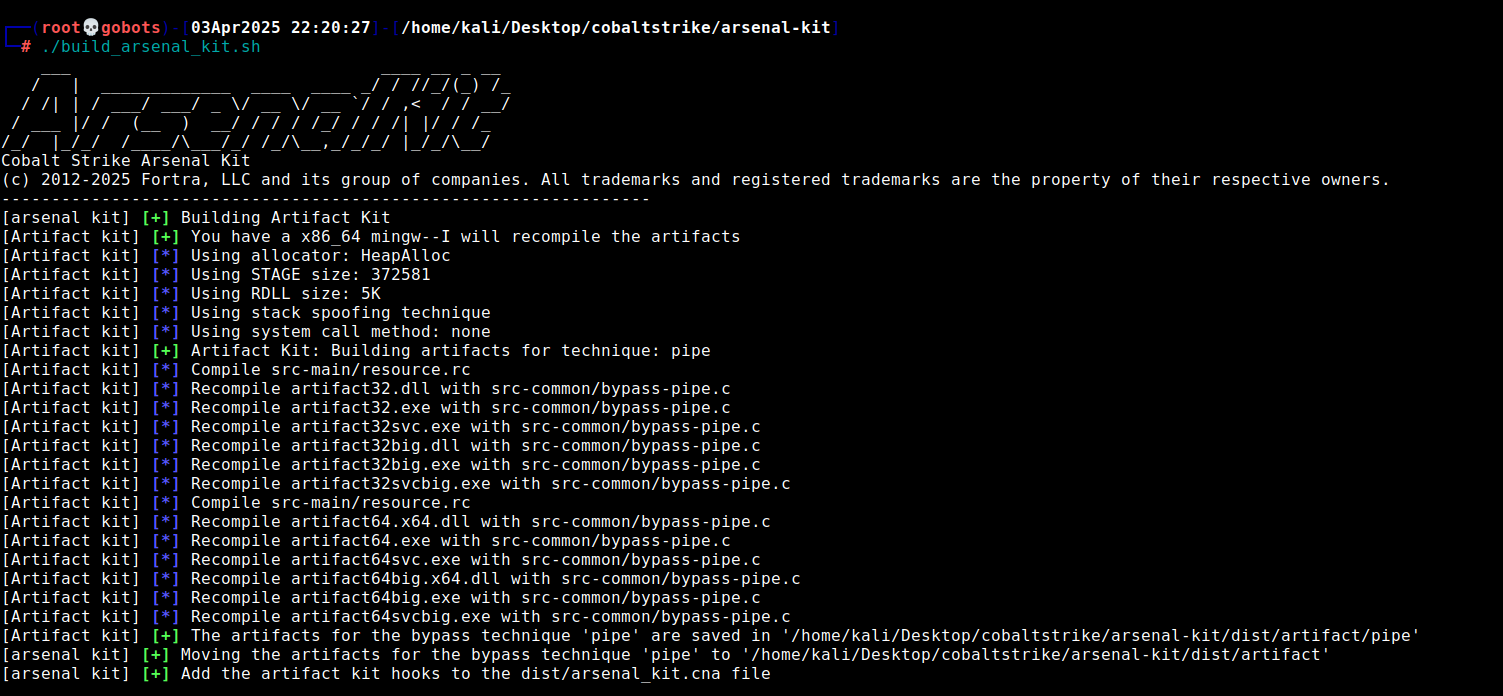 (root💀gobots)-[03Apr2025 22:20:27]-[/home/kali/Desktop/cobaltstrike/arsenal-kit]
# ./build_arsenal_kit.sh
ArsenalKit
Cobalt Strike Arsenal Kit
(c) 2012-2025 Fortra, LLC and its group of companies. All trademarks and registered trademarks are the property of their respective owners.
-----------------------------------------------------------------
[arsenal kit] [+] Building Artifact Kit
[Artifact kit] [+] You have a x86_64 mingw--I will recompile the artifacts
[Artifact kit] [*] Using allocator: HeapAlloc
[Artifact kit] [*] Using STAGE size: 372581
[Artifact kit] [*] Using RDLL size: 5K
[Artifact kit] [*] Using stack spoofing technique
[Artifact kit] [*] Using system call method: none
[Artifact kit] [+] Artifact Kit: Building artifacts for technique: pipe
[Artifact kit] [*] Compile src-main/resource.rc
[Artifact kit] [*] Recompile artifact32.dll with src-common/bypass-pipe.c
[Artifact kit] [*] Recompile artifact32.exe with src-common/bypass-pipe.c
[Artifact kit] [*] Recompile artifact32svc.exe with src-common/bypass-pipe.c
[Artifact kit] [*] Recompile artifact32big.dll with src-common/bypass-pipe.c
[Artifact kit] [*] Recompile artifact32big.exe with src-common/bypass-pipe.c
[Artifact kit] [*] Recompile artifact32svcbig.exe with src-common/bypass-pipe.c
[Artifact kit] [*] Compile src-main/resource.rc
[Artifact kit] [*] Recompile artifact64.x64.dll with src-common/bypass-pipe.c
[Artifact kit] [*] Recompile artifact64.exe with src-common/bypass-pipe.c
[Artifact kit] [*] Recompile artifact64svc.exe with src-common/bypass-pipe.c
[Artifact kit] [*] Recompile artifact64big.x64.dll with src-common/bypass-pipe.c
[Artifact kit] [*] Recompile artifact64big.exe with src-common/bypass-pipe.c
[Artifact kit] [*] Recompile artifact64svcbig.exe with src-common/bypass-pipe.c
[Artifact kit] [+] The artifacts for the bypass technique 'pipe' are saved in '/home/kali/Desktop/cobaltstrike/arsenal-kit/dist/artifact/pipe'
[arsenal kit] [+] Moving the artifacts for the bypass technique 'pipe' to '/home/kali/Desktop/cobaltstrike/arsenal-kit/dist/artifact'
[arsenal kit] [+] Add the artifact kit hooks to the dist/arsenal_kit.cna file